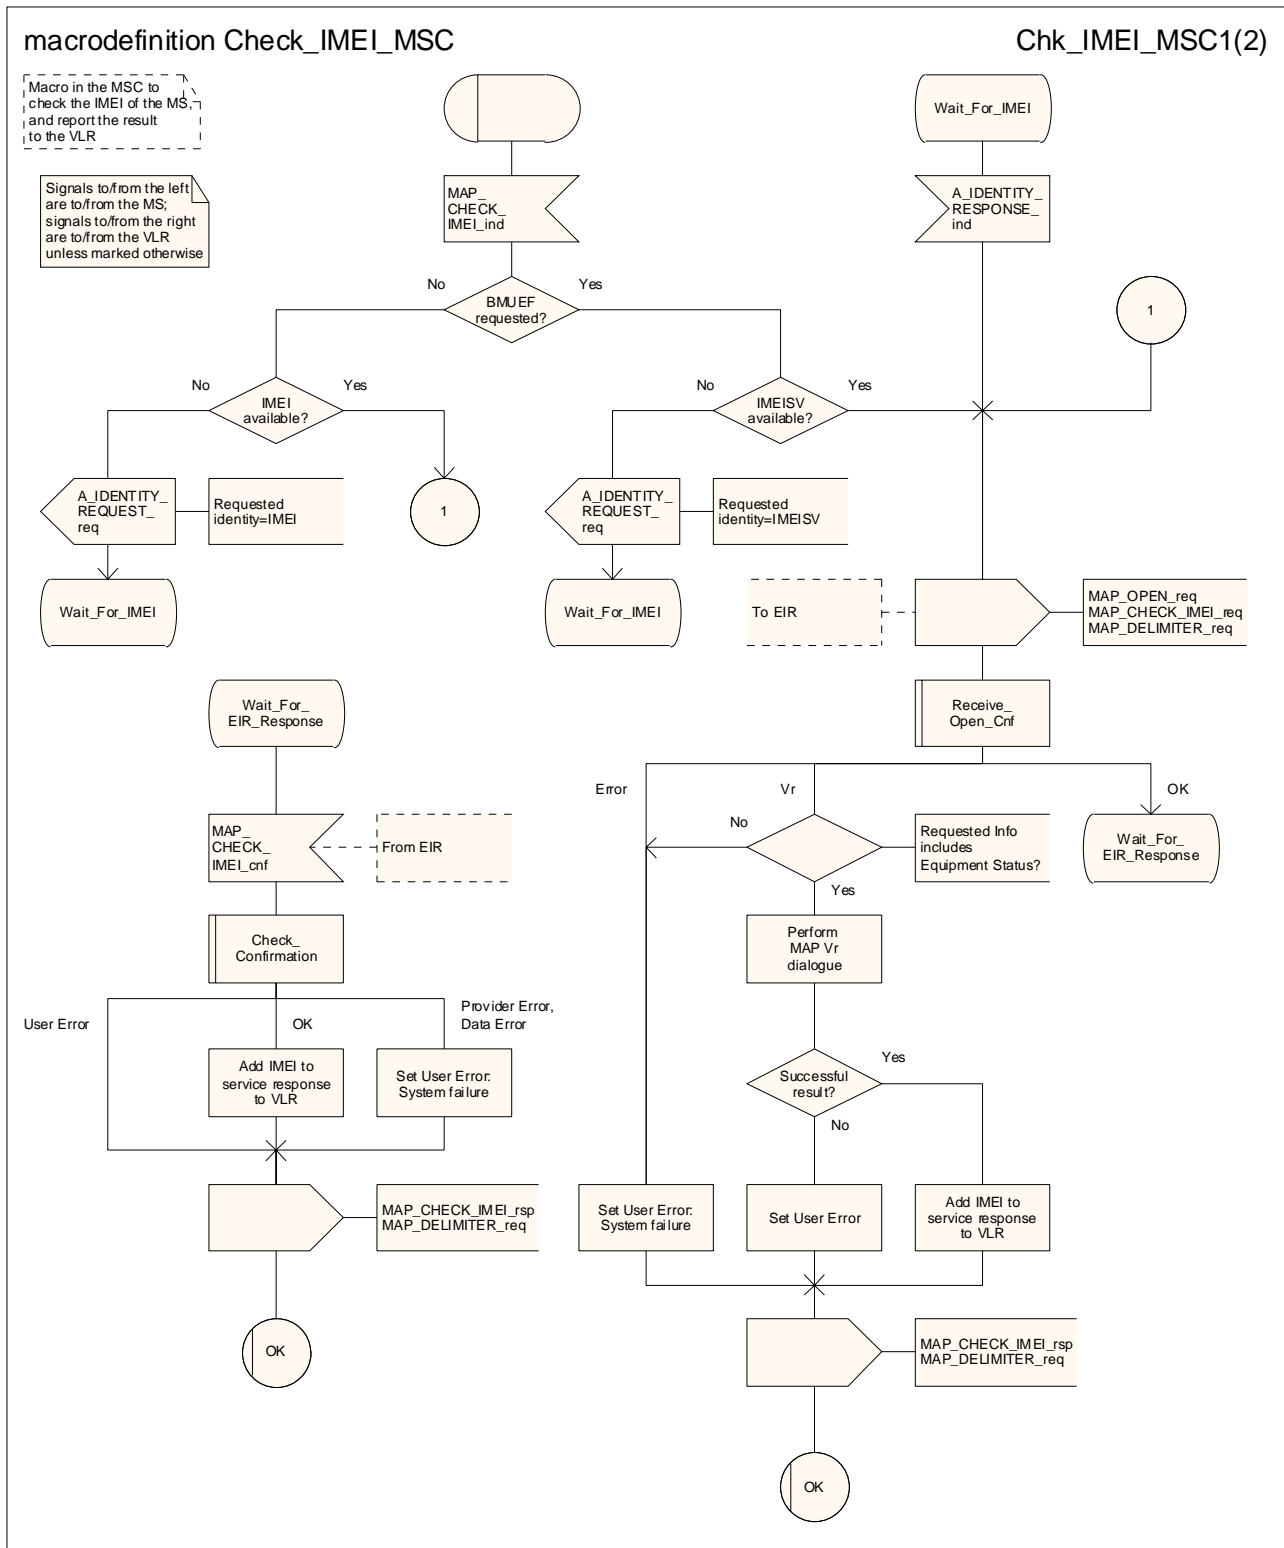 macrodefinition Check_IMEI_MSC
Chk_IMEI_MSC1(2)
Macro in the MSC to
check the IMEI of the MS,
and report the result
to the VLR
Signals to/from the left
are to/from the MS;
signals to/from the right
are to/from the VLR
unless marked otherwise
MAP_
CHECK_
IMEI_ind
Wait_For_IMEI
A_IDENTITY_
RESPONSE_
ind
No
Yes
BMUEF
requested?
1
No
Yes
IMEI
available?
No
Yes
IMEISV
available?
A_IDENTITY_
REQUEST_
req
Requested
identity=IMEI
1
A_IDENTITY_
REQUEST_
req
Requested
identity=IMEISV
Wait_For_IMEI
Wait_For_IMEI
To EIR
MAP_OPEN_req
MAP_CHECK_IMEI_req
MAP_DELIMITER_req
Wait_For_
EIR_Response
Receive_
Open_Cnf
Error
Vr
OK
MAP_
CHECK_
IMEI_cnf
From EIR
No
Requested Info
includes
Equipment Status?
Wait_For_
EIR_Response
Yes
Check_
Confirmation
Perform
MAP Vr
dialogue
User Error
OK
Provider Error,
Data Error
Add IMEI to
service response
to VLR
Set User Error:
System failure
Successful
result?
Yes
No
MAP_CHECK_IMEI_rsp
MAP_DELIMITER_req
Set User Error:
System failure
Set User Error
Add IMEI to
service response
to VLR
OK
MAP_CHECK_IMEI_rsp
MAP_DELIMITER_req
OK